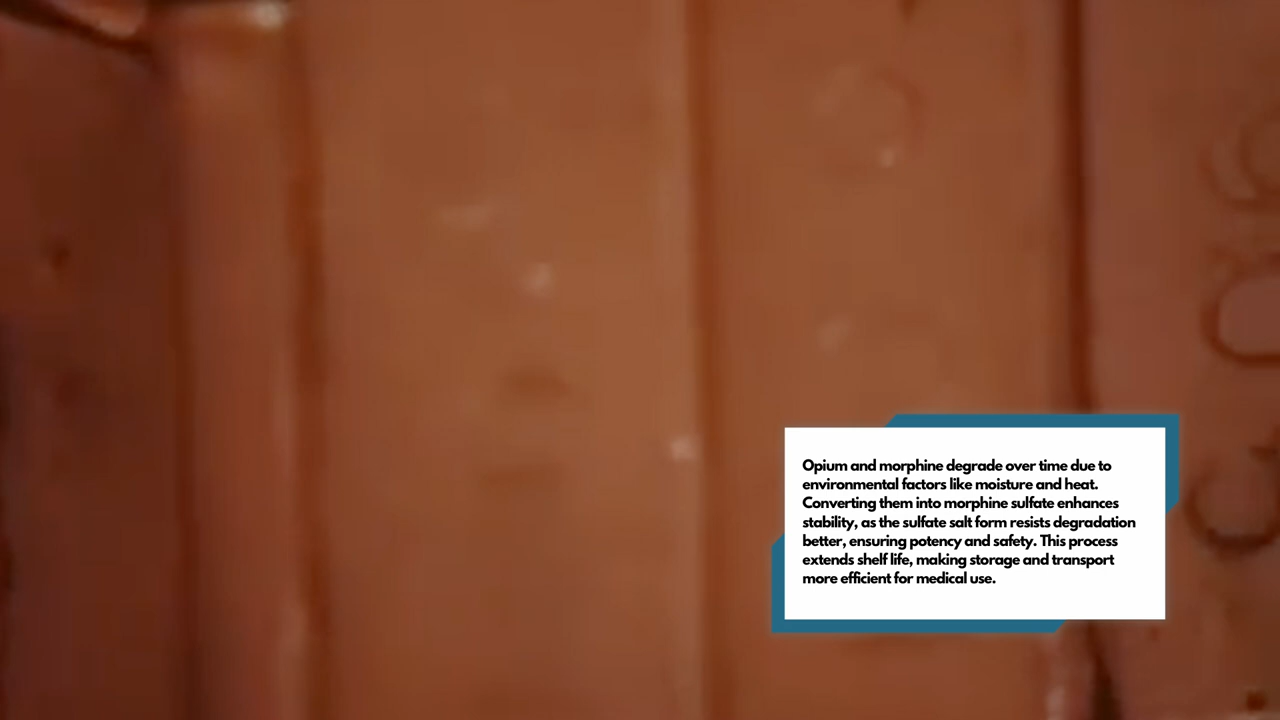 Opium and morphine degrade over time due to
environmental factors like moisture and heat.
Converting them into morphine sulfate enhances
stability, as the sulfate salt form resists degradation
better, ensuring potency and safety. This process
extends shelf life, making storage and transport
more efficient for medical use.